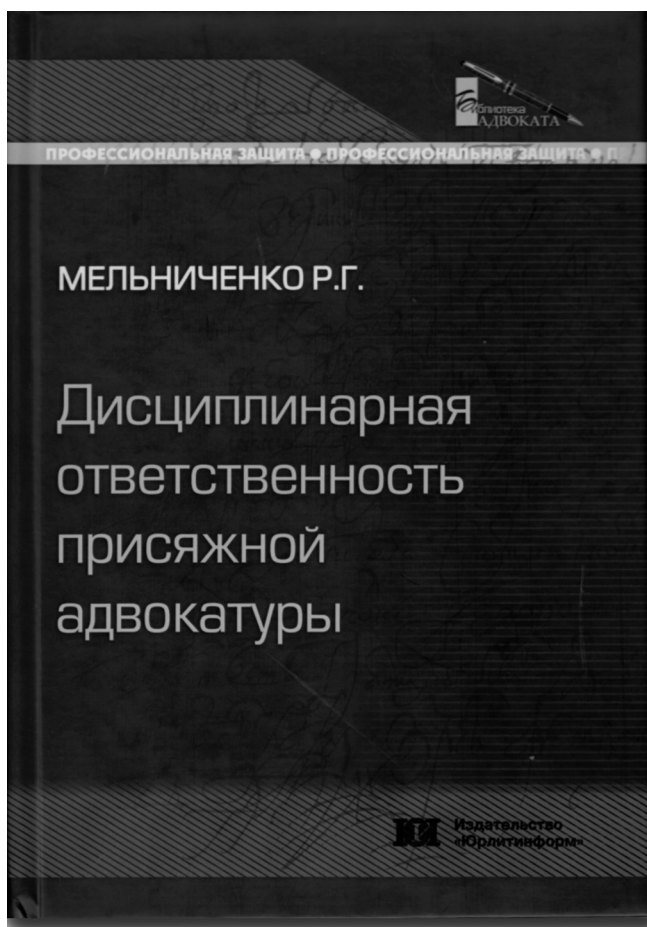 Библиотека
АДВОКАТА
ПРОФЕССИОНАЛЬНАЯ ЗАЩИТА ● ПРОФЕССИОНАЛЬНАЯ ЗАЩИТА ● П
МЕЛЬНИЧЕНКО Р.Г.
Дисциплинарная
ответственность
присяжной
адвокатуры
Издательство
«Юрлитинформ»